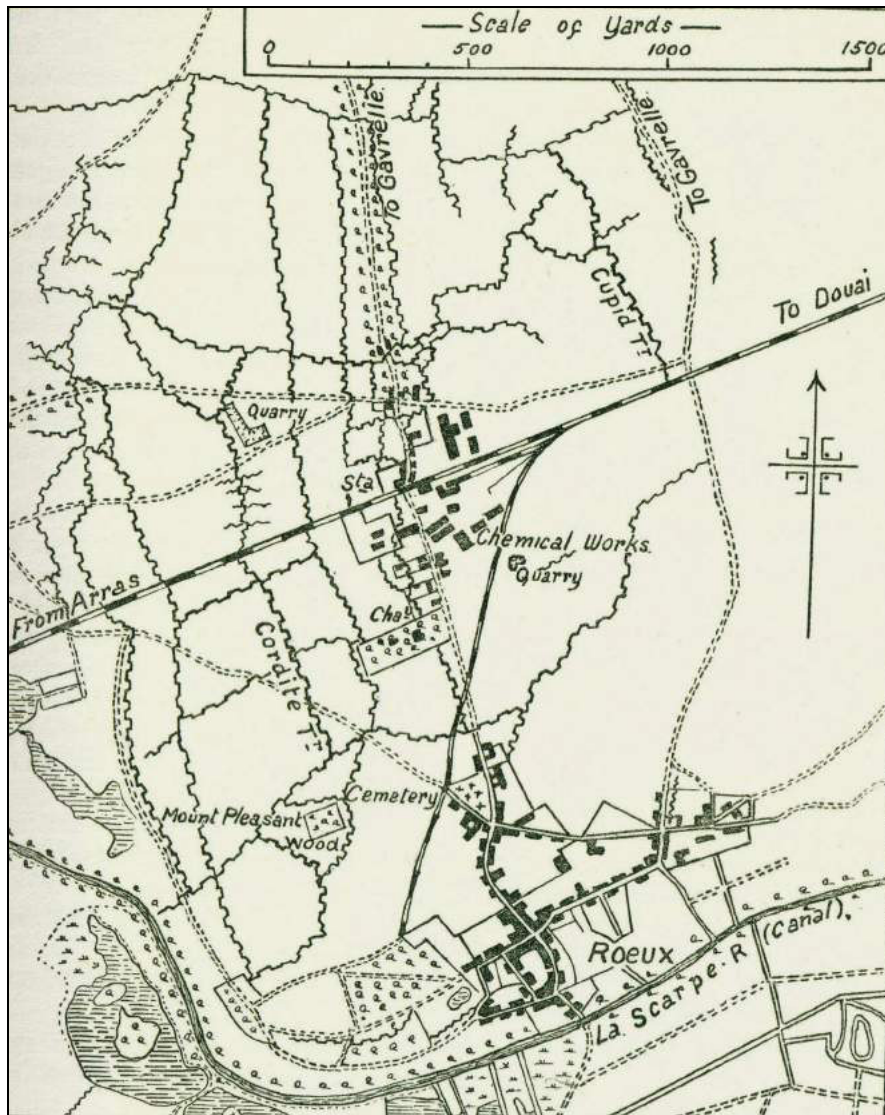 Scale of Yards
0 500 1000 1500
To Gavrelle
To Gavrelle
Cupid Tr.
To Douai
Quarry
Sta
Chemical Works
Quarry
From Arras
Chau
Cordite Tr.
Cemetery
Mount Pleasant
Wood
Roeux
La Scarpe R (Canal).